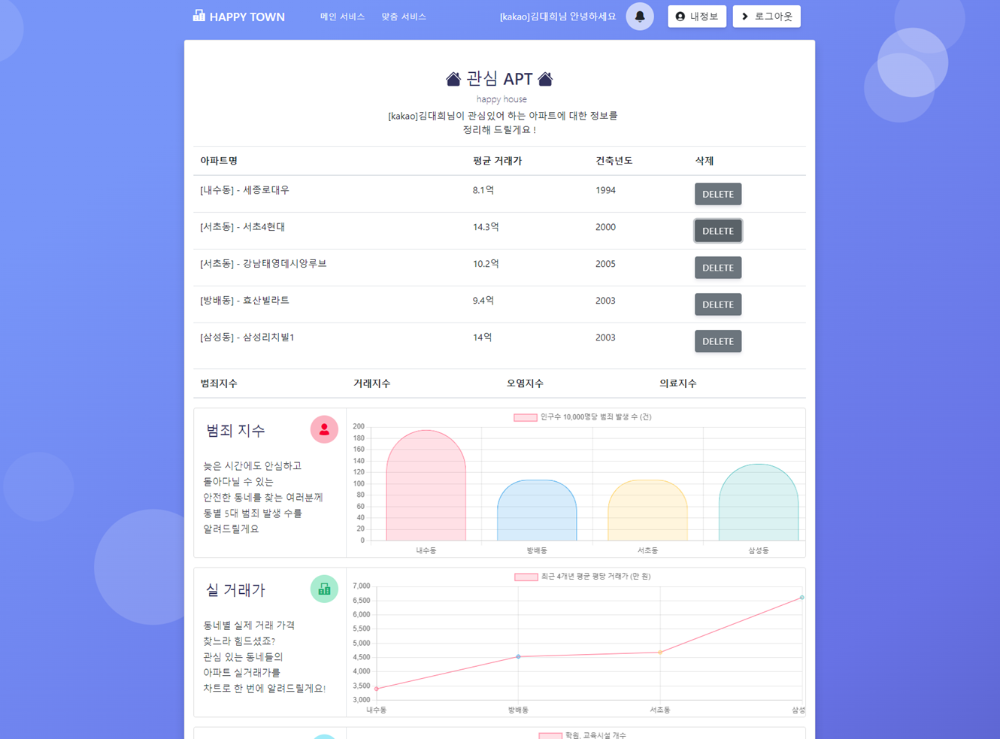 HAPPY TOWN 메인 서비스 맞춤 서비스 [kakao]김대희님 안녕하세요 내정보 로그아웃
관심 APT
happy house
[kakao]김대희님이 관심있어 하는 아파트에 대한 정보를
정리해 드릴게요 !
아파트명 평균 거래가 건축년도 삭제
[내수동] - 세종로대우 8.1억 1994 DELETE
[서초동] - 서초4현대 14.3억 2000 DELETE
[서초동] - 강남태영데시앙루브 10.2억 2005 DELETE
[방배동] - 효산빌라트 9.4억 2003 DELETE
[삼성동] - 삼성리치빌1 14억 2003 DELETE
범죄지수 거래지수 오염지수 의료지수
범죄 지수
늦은 시간에도 안심하고
돌아다닐 수 있는
안전한 동네를 찾는 여러분께
동별 5대 범죄 발생 수를
알려드릴게요
인구수 10,000명당 범죄 발생 수 (건)
200
180
160
140
120
100
80
60
40
20
0
내수동 방배동 서초동 삼성동
실 거래가
동네별 실제 거래 가격
찾느라 힘드셨죠?
관심 있는 동네들의
아파트 실거래가를
차트로 한 번에 알려드릴게요!
최근 4개년 평균 평당 거래가 (만 원)
7,000
6,500
6,000
5,500
5,000
4,500
4,000
3,500
3,000
내수동 방배동 서초동 삼성
학원, 교육시설 개수